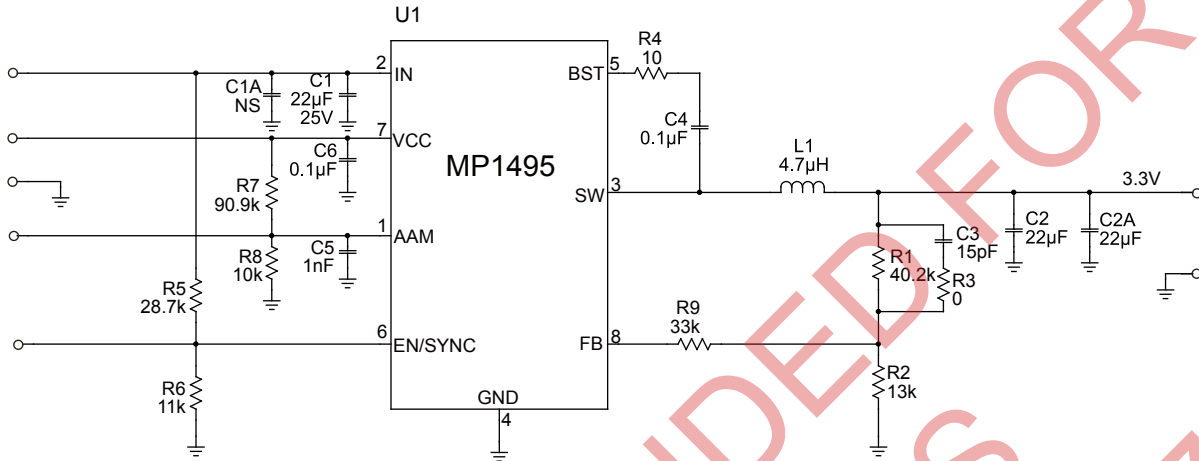 U1
MP1495
2
IN
7
VCC
1
AAM
6
EN/SYNC
GND
4
5
BST
3
SW
8
FB
C1A
NS
C1
22µF
25V
C6
0.1µF
R7
90.9k
R8
10k
C5
1nF
R5
28.7k
R6
11k
R4
10
C4
0.1µF
L1
4.7µH
3.3V
C2
22µF
C2A
22µF
C3
15pF
R1
40.2k
R3
0
R9
33k
R2
13k
NDED FOR